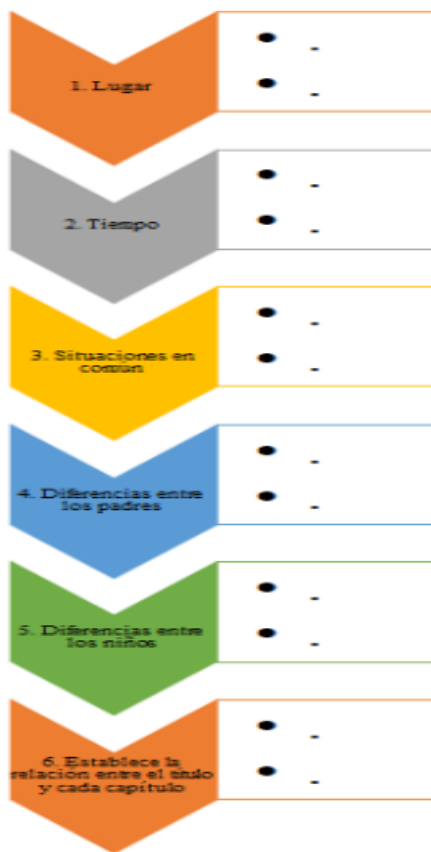 1. Lugar
• -
• -
2. Tiempo
• -
• -
3. Situaciones en
común
• -
• -
4. Diferencias entre
los padres
• -
• -
5. Diferencias entre
los niños
• -
• -
6. Establece la
relación entre el título
y cada capítulo
• -
• -